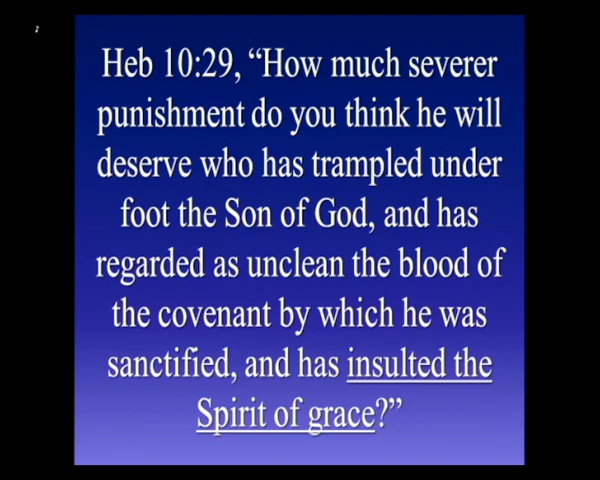 Heb 10:29, “How much severer
punishment do you think he will
deserve who has trampled under
foot the Son of God, and has
regarded as unclean the blood of
the covenant by which he was
sanctified, and has insulted the
Spirit of grace?”